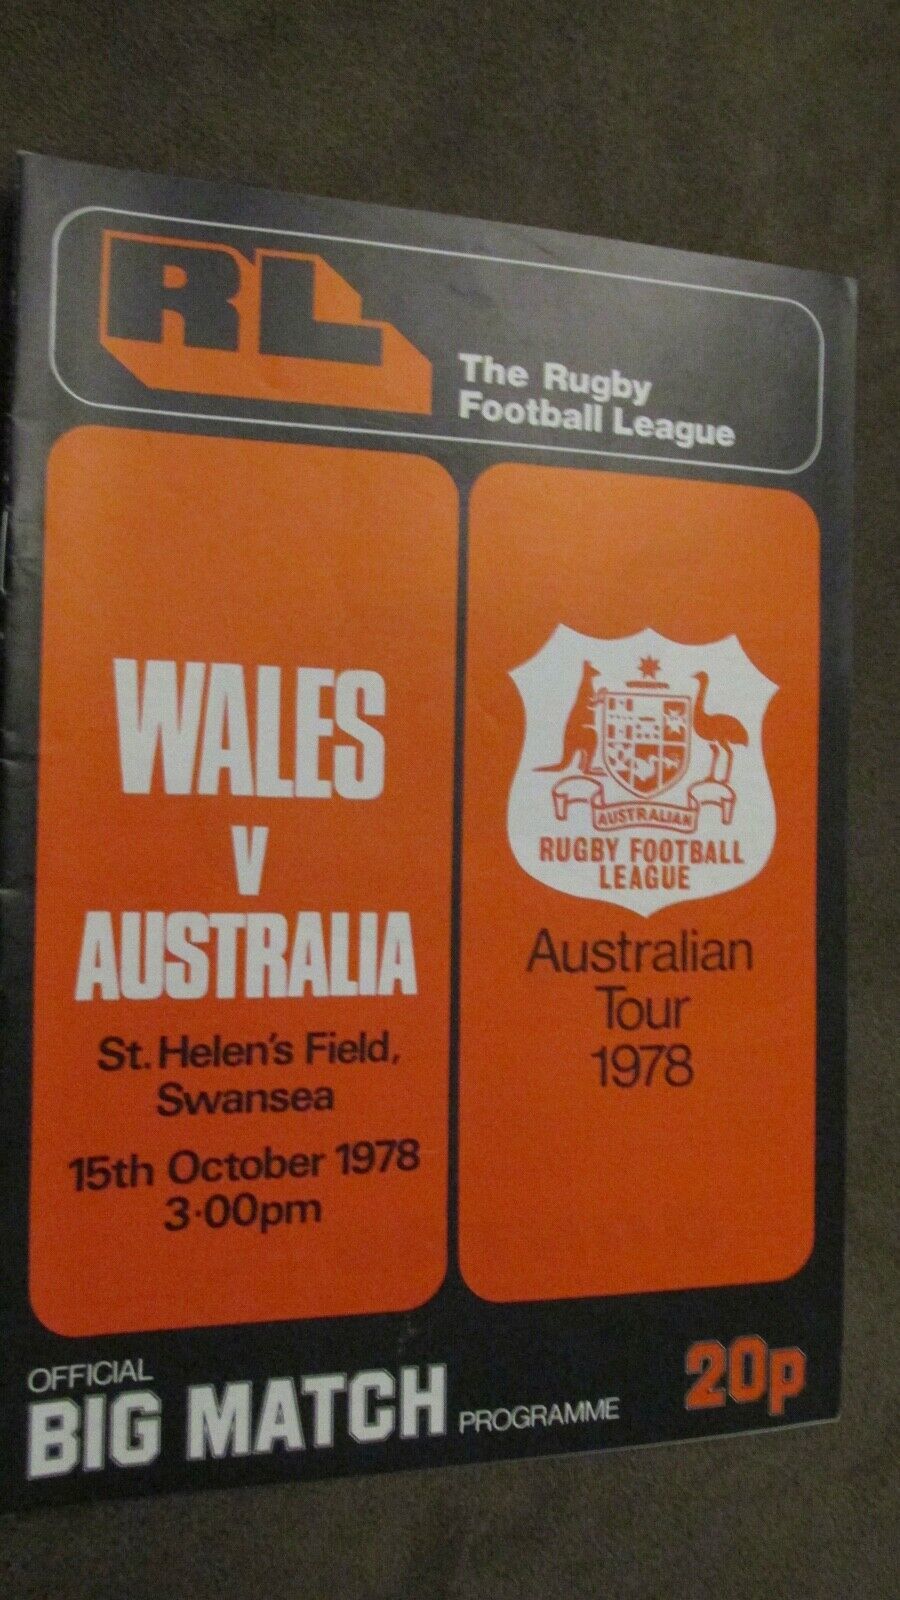 RL
The Rugby
Football League
WALES
V
AUSTRALIA
St. Helen's Field,
Swansea
15th October 1978
3·00pm
AUSTRALIAN
RUGBY FOOTBALL
LEAGUE
Australian
Tour
1978
OFFICIAL
BIG MATCH PROGRAMME
20p